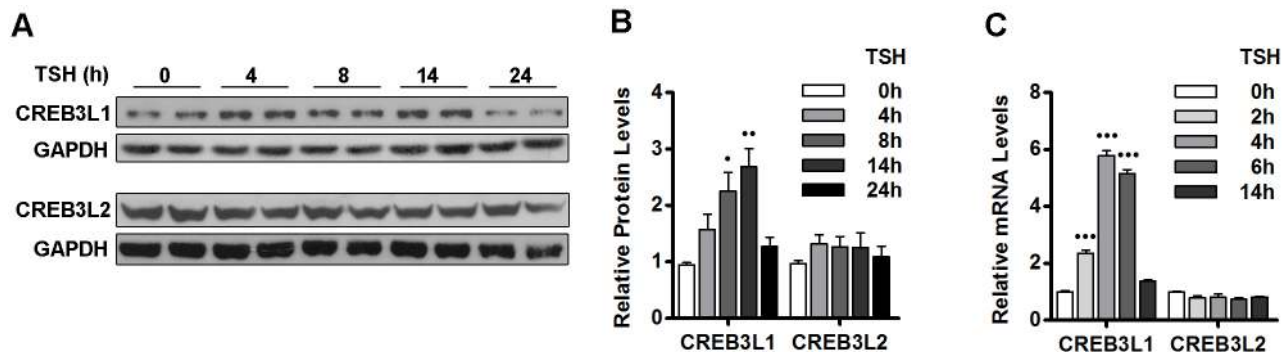 A
TSH (h) 0 4 8 14 24
CREB3L1
GAPDH
CREB3L2
GAPDH
B
TSH
0h
4h
8h
14h
24h
Relative Protein Levels
4
3
2
1
0
CREB3L1 CREB3L2
C
TSH
0h
2h
4h
6h
14h
Relative mRNA Levels
8
6
4
2
0
CREB3L1 CREB3L2